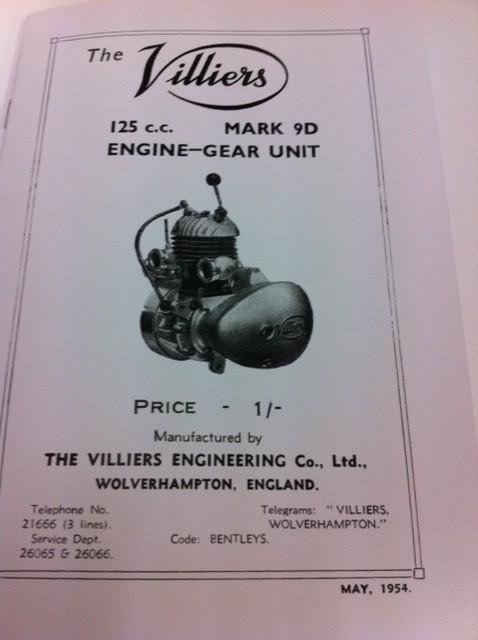 The Villiers
125 c.c. MARK 9D
ENGINE-GEAR UNIT
Villiers
PRICE - 1/-
Manufactured by
THE VILLIERS ENGINEERING Co., Ltd.,
WOLVERHAMPTON, ENGLAND.
Telephone No.
21666 (3 lines).
Service Dept.
26065 & 26066.
Code: BENTLEYS.
Telegrams: "VILLIERS,
WOLVERHAMPTON."
MAY, 1954.